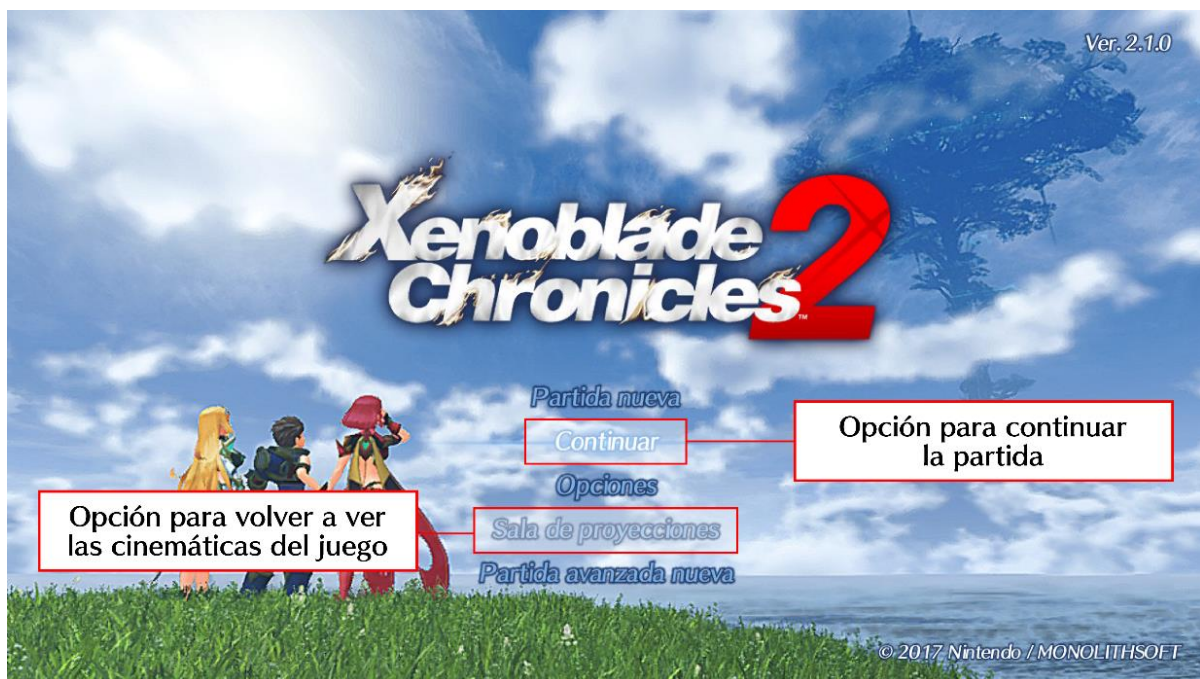 Ver. 2.1.0
Xenoblade
Chronicles 2™
Partida nueva
Continuar
Opción para continuar
la partida
Opciones
Opción para volver a ver
las cinemáticas del juego
Sala de proyecciones
Partida avanzada nueva
© 2017 Nintendo / MONOLITHSOFT